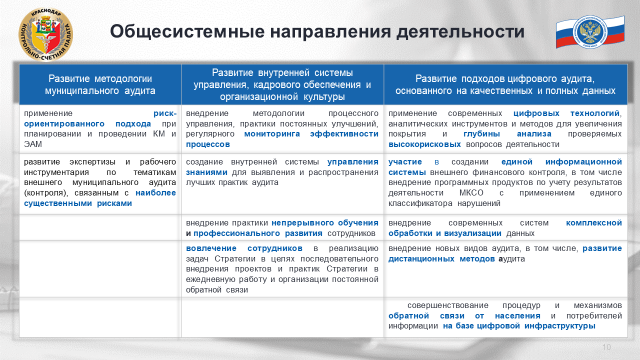 КРАСНОДАР
КОНТРОЛЬНО-СЧЕТНАЯ ПАЛАТА
Общесистемные направления деятельности
Развитие методологии
муниципального аудита
Развитие внутренней системы
управления, кадрового обеспечения и
организационной культуры
Развитие подходов цифрового аудита,
основанного на качественных и полных данных
применение риск-
ориентированного подхода при
планировании и проведении КМ и
ЭАМ
внедрение методологии процессного
управления, практики постоянных улучшений,
регулярного мониторинга эффективности
процессов
применение современных цифровых технологий,
аналитических инструментов и методов для увеличения
покрытия и глубины анализа проверяемых
высокорисковых вопросов деятельности
развитие экспертизы и рабочего
инструментария по тематикам
внешнего муниципального аудита
(контроля), связанным с наиболее
существенными рисками
создание внутренней системы управления
знаниями для выявления и распространения
лучших практик аудита
участие в создании единой информационной
системы внешнего финансового контроля, в том числе
внедрение программных продуктов по учету результатов
деятельности МКСО с применением единого
классификатора нарушений
внедрение практики непрерывного обучения
и профессионального развития сотрудников
внедрение современных систем комплексной
обработки и визуализации данных
вовлечение сотрудников в реализацию
задач Стратегии в целях последовательного
внедрения проектов и практик Стратегии в
ежедневную работу и организации постоянной
обратной связи
внедрение новых видов аудита, в том числе, развитие
дистанционных методов аудита
совершенствование процедур и механизмов
обратной связи от населения и потребителей
информации на базе цифровой инфраструктуры
10